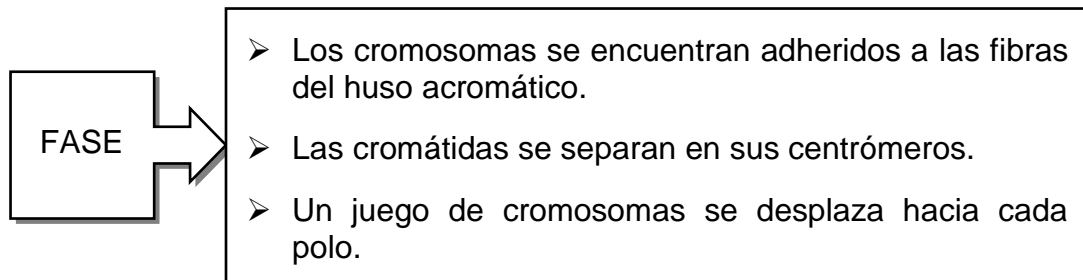 FASE
➢ Los cromosomas se encuentran adheridos a las fibras
del huso acromático.
➢ Las cromátidas se separan en sus centrómeros.
➢ Un juego de cromosomas se desplaza hacia cada
polo.